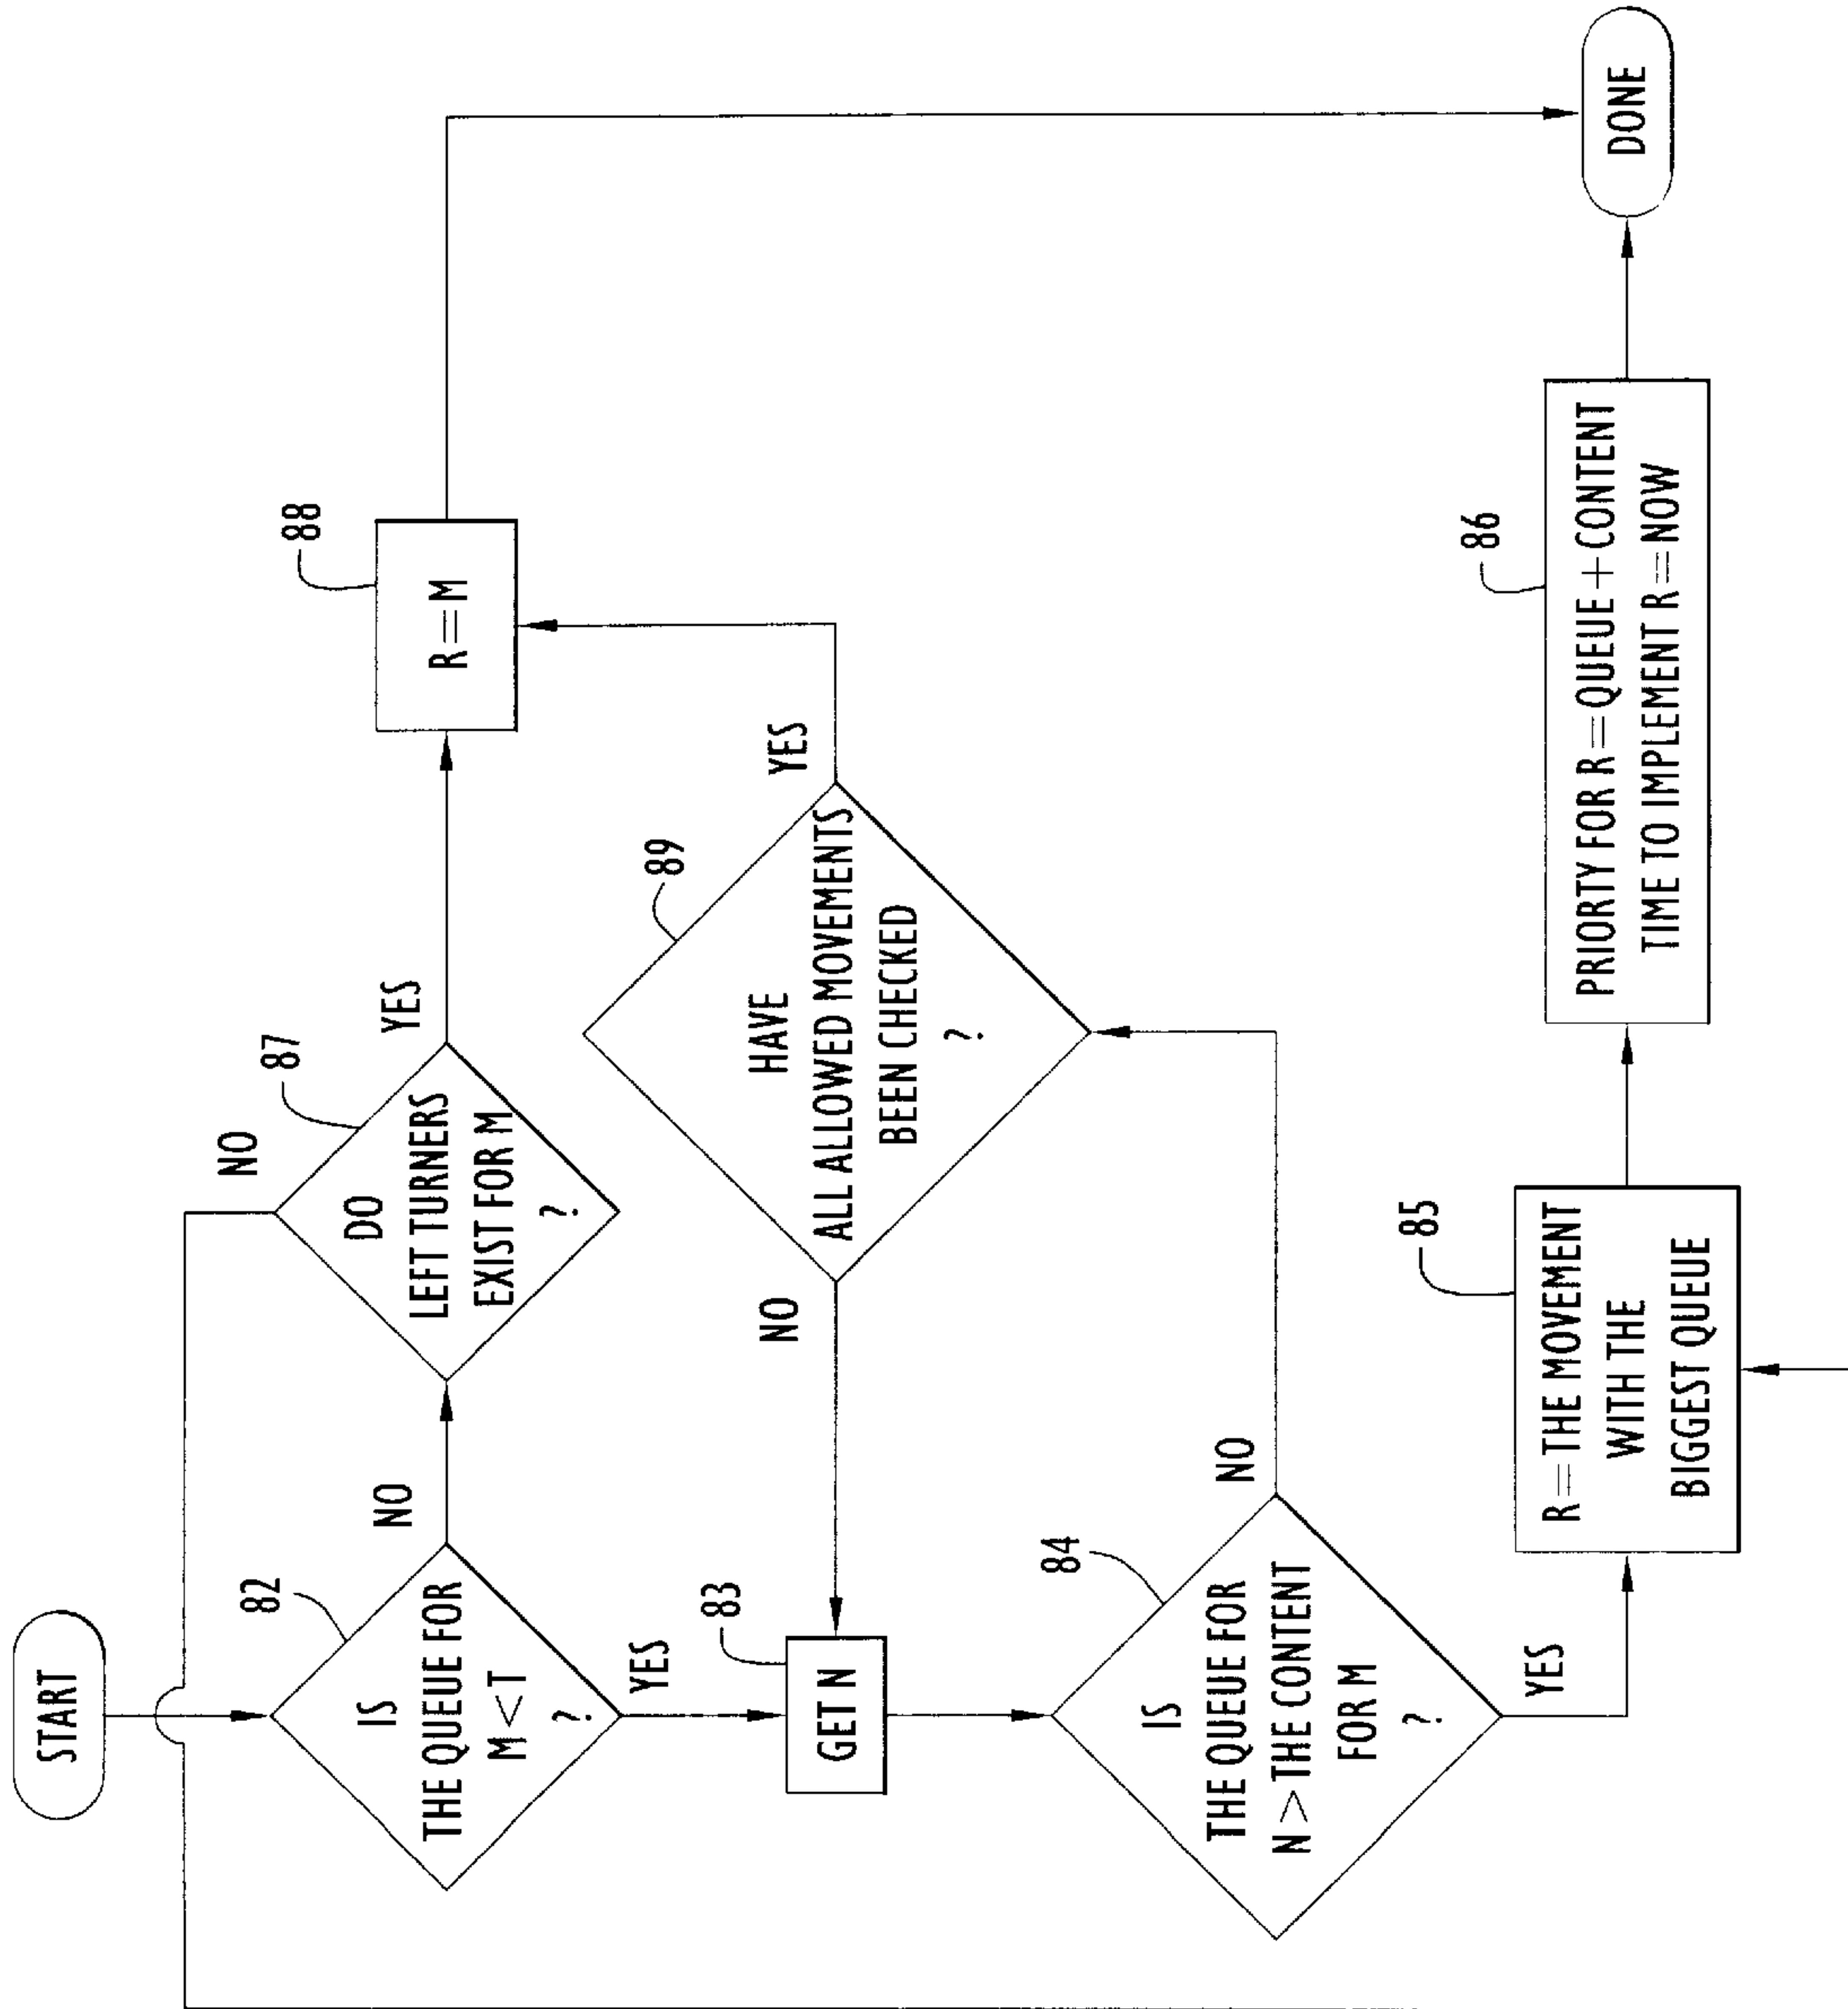 START
82
IS
THE QUEUE FOR
M<T
?
NO
YES
87
DO
LEFT TURNERS
EXIST FOR M
?
NO
YES
88
R=M
83
GET N
84
IS
THE QUEUE FOR
N>THE CONTENT
FOR M
?
NO
YES
89
HAVE
ALL ALLOWED MOVEMENTS
BEEN CHECKED
?
NO
YES
85
R=THE MOVEMENT
WITH THE
BIGGEST QUEUE
86
PRIORTY FOR R=QUEUE+CONTENT
TIME TO IMPLEMENT R=NOW
DONE